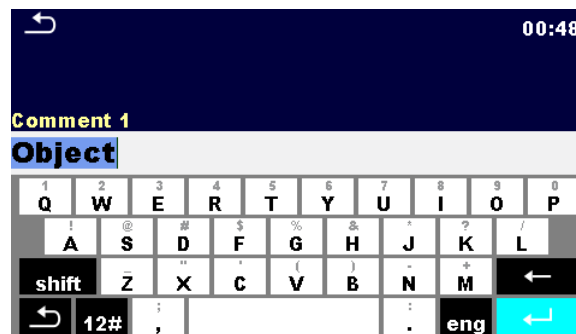 00:48
Comment 1
Object
1 2 3 4 5 6 7 8 9 0
Q W E R T Y U I O P
! @ # $ % & * ? /
A S D F G H J K L
_ " ' ( ) - +
shift Z X C V B N M ←
; :
12# , . eng